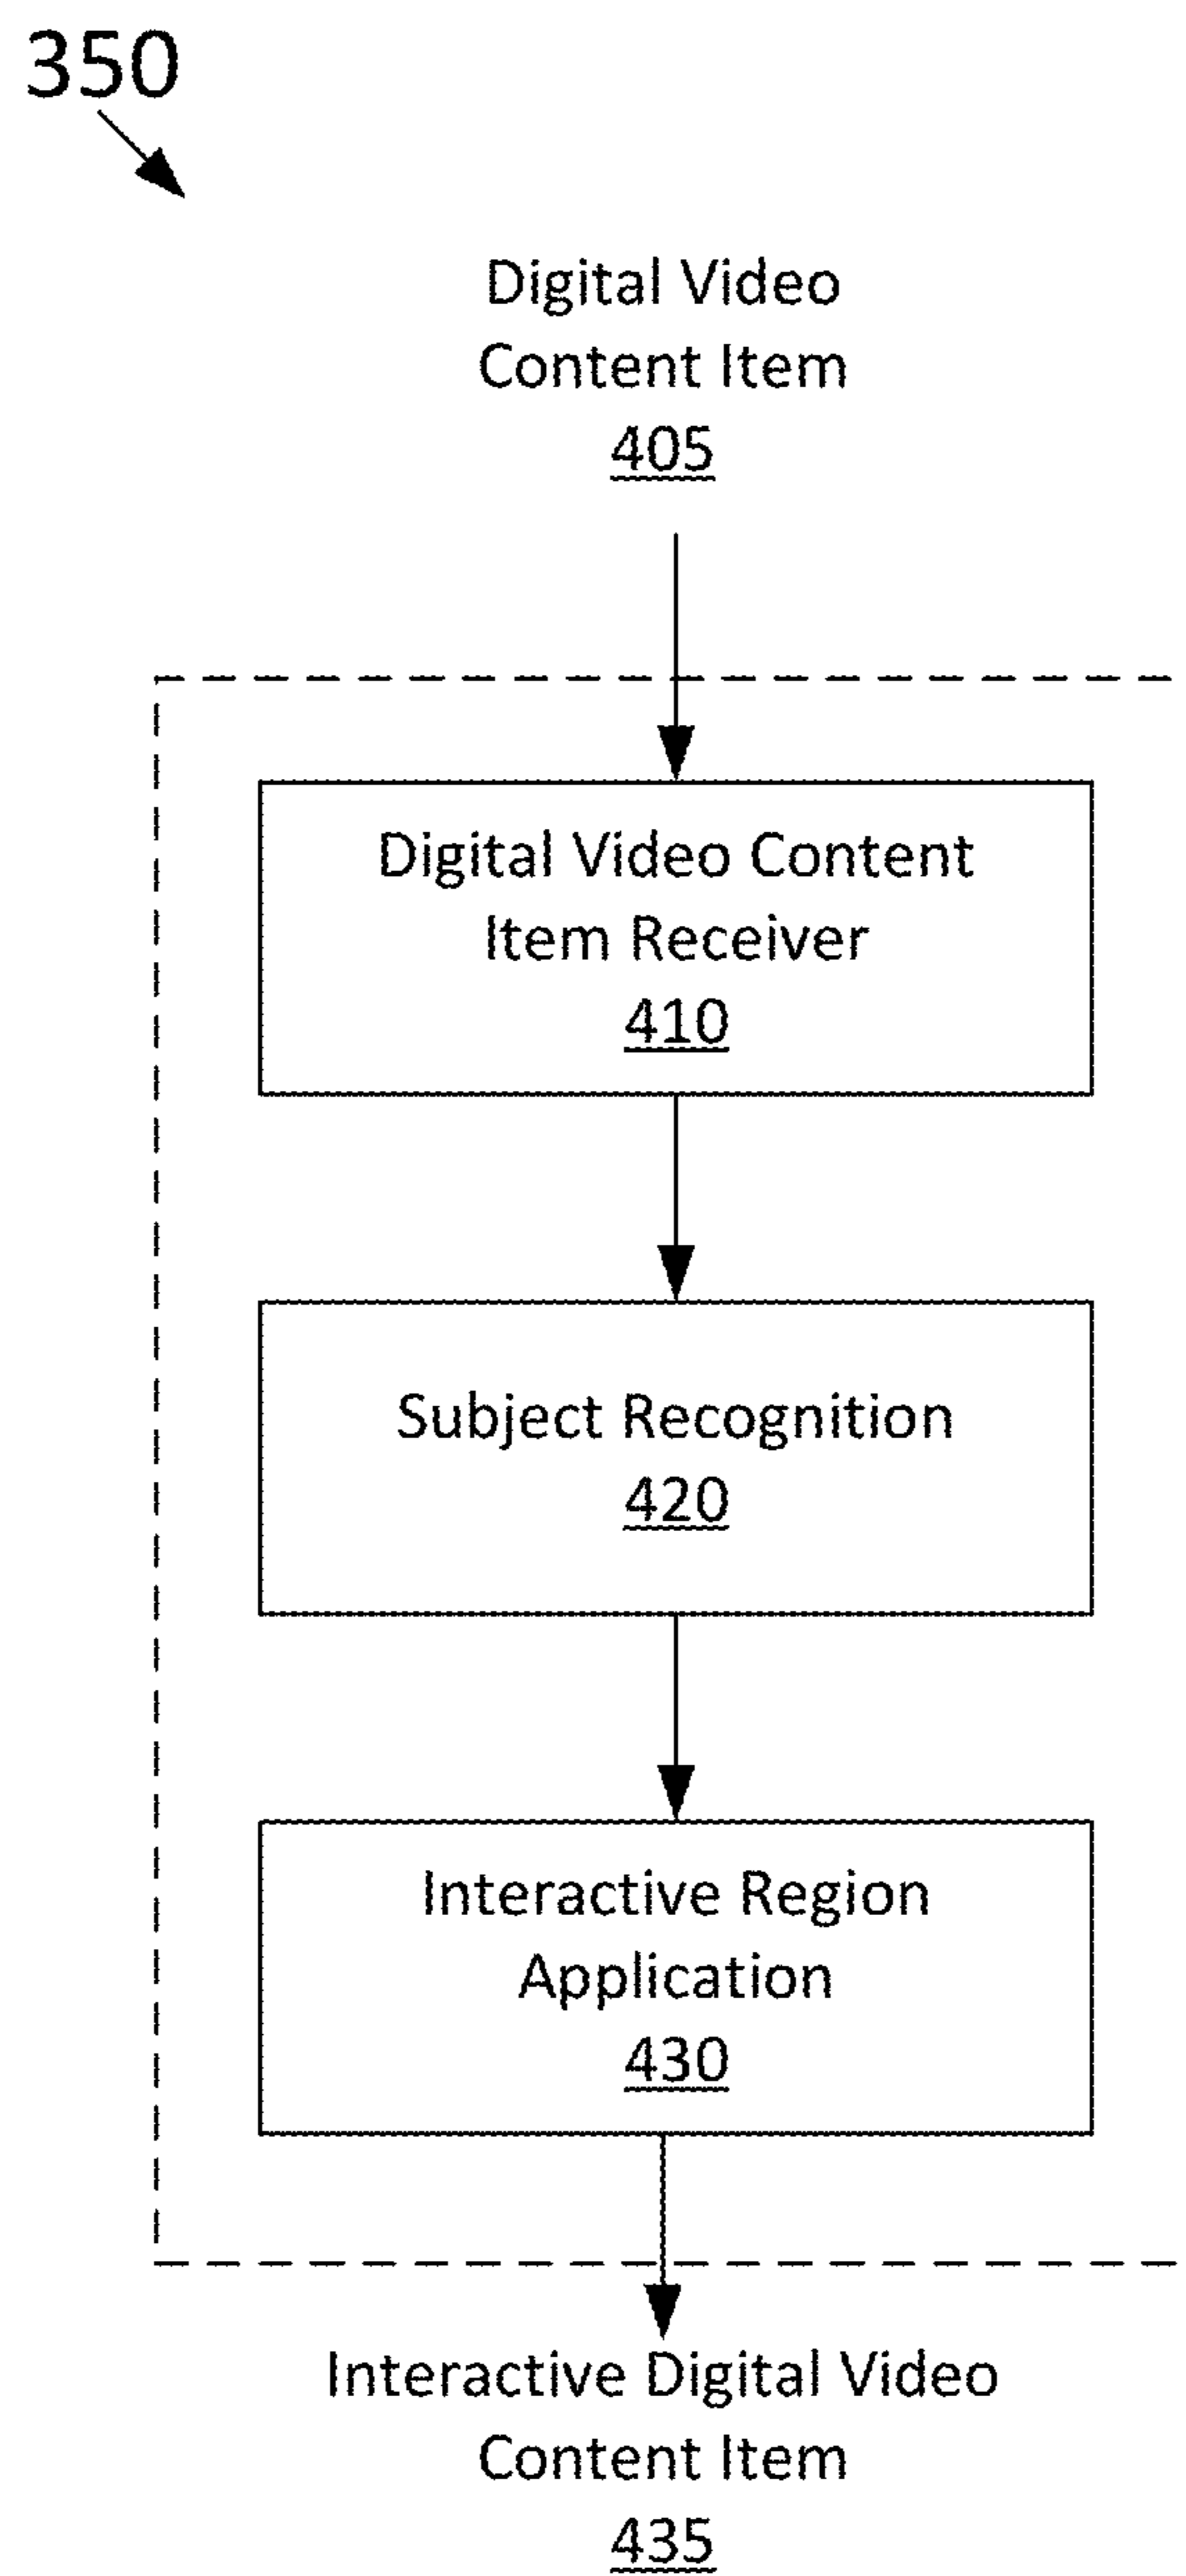 350
Digital Video
Content Item
405
Digital Video Content
Item Receiver
410
Subject Recognition
420
Interactive Region
Application
430
Interactive Digital Video
Content Item
435